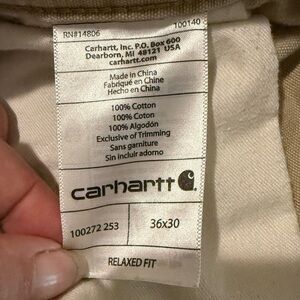 RN#14806 100140
Carhartt, Inc. P.O. Box 600
Dearborn, MI 48121 USA
carhartt.com
Made in China
Fabriqué en Chine
Hecho en China
100% Cotton
100% Coton
100% Algodón
Exclusive of Trimming
Sans garniture
Sin incluir adorno
carhartt
100272 253 36x30
RELAXED FIT